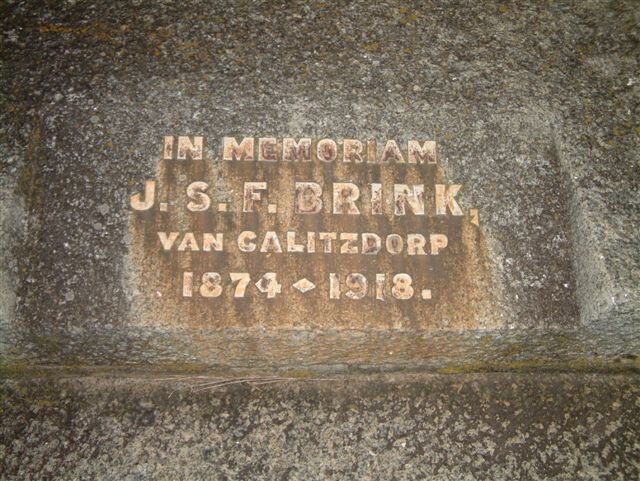 IN MEMORIAM
J. S. F. BRINK,
VAN CALITZDORP
1874 ◆ 1918.